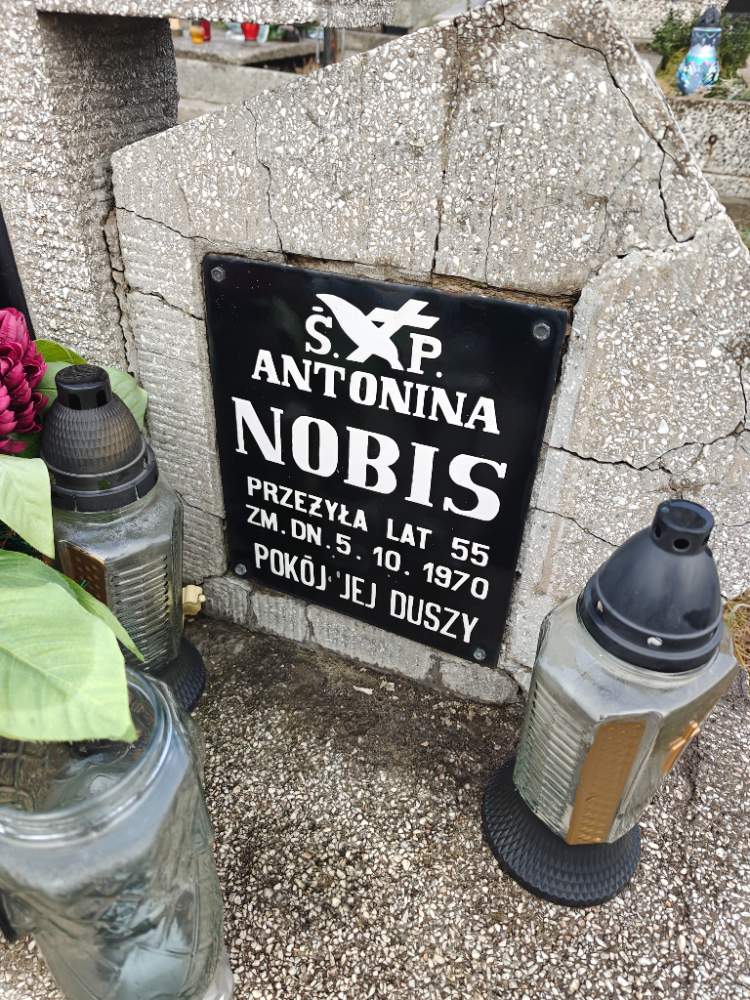 Ś. P.
ANTONINA
NOBIS
PRZEŻYŁA LAT 55
ZM. DN. 5. 10. 1970
POKÓJ JEJ DUSZY